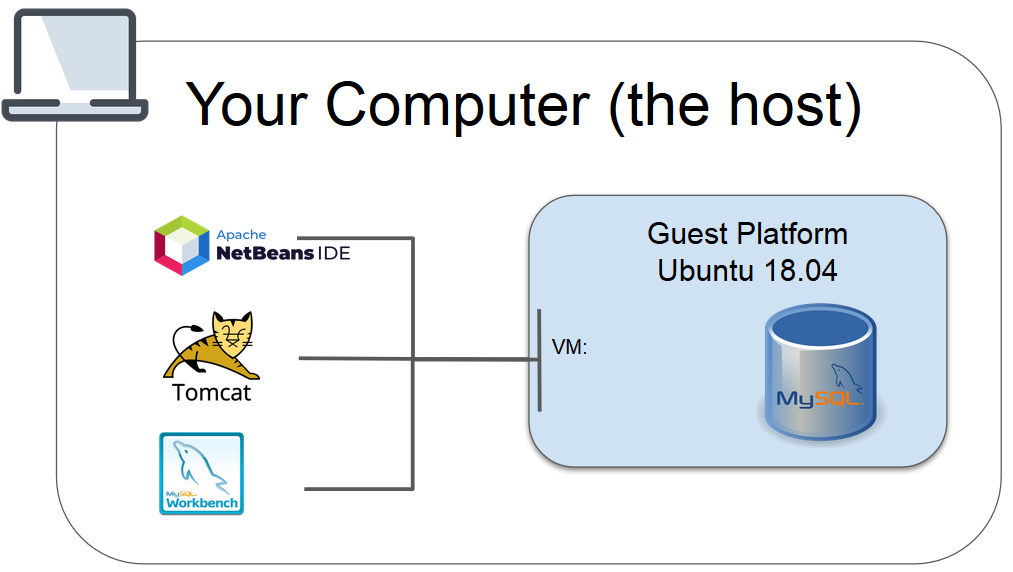 Your Computer (the host)
Apache
NetBeans IDE
Tomcat
MySQL
Workbench
Guest Platform
Ubuntu 18.04
VM:
MySQL